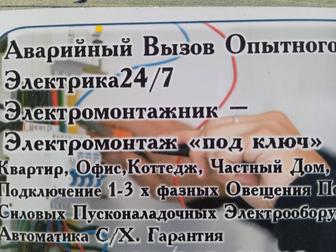 Аварийный Вызов Опытного
Электрика24/7
Электромонтажник –
Электромонтаж «под ключ»
Квартир, Офис,Коттедж, Частный Дом,
Подключение 1-3 х фазных Овещения П
Силовых Пусконаладочных Электрообор
Автоматика С/Х. Гарантия